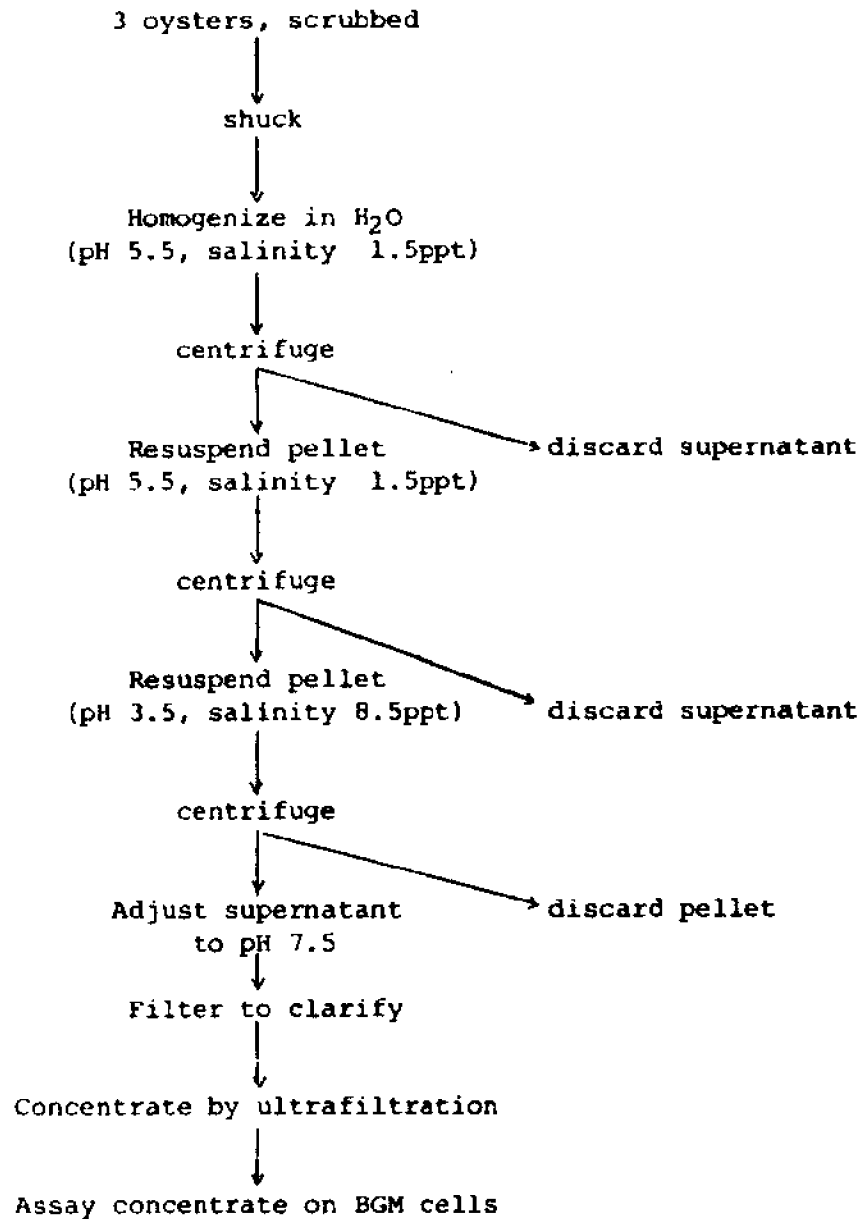 3 oysters, scrubbed
shuck
Homogenize in H₂O
(pH 5.5, salinity 1.5ppt)
centrifuge
Resuspend pellet
(pH 5.5, salinity 1.5ppt)
discard supernatant
centrifuge
Resuspend pellet
(pH 3.5, salinity 8.5ppt)
discard supernatant
centrifuge
Adjust supernatant
to pH 7.5
discard pellet
Filter to clarify
Concentrate by ultrafiltration
Assay concentrate on BGM cells